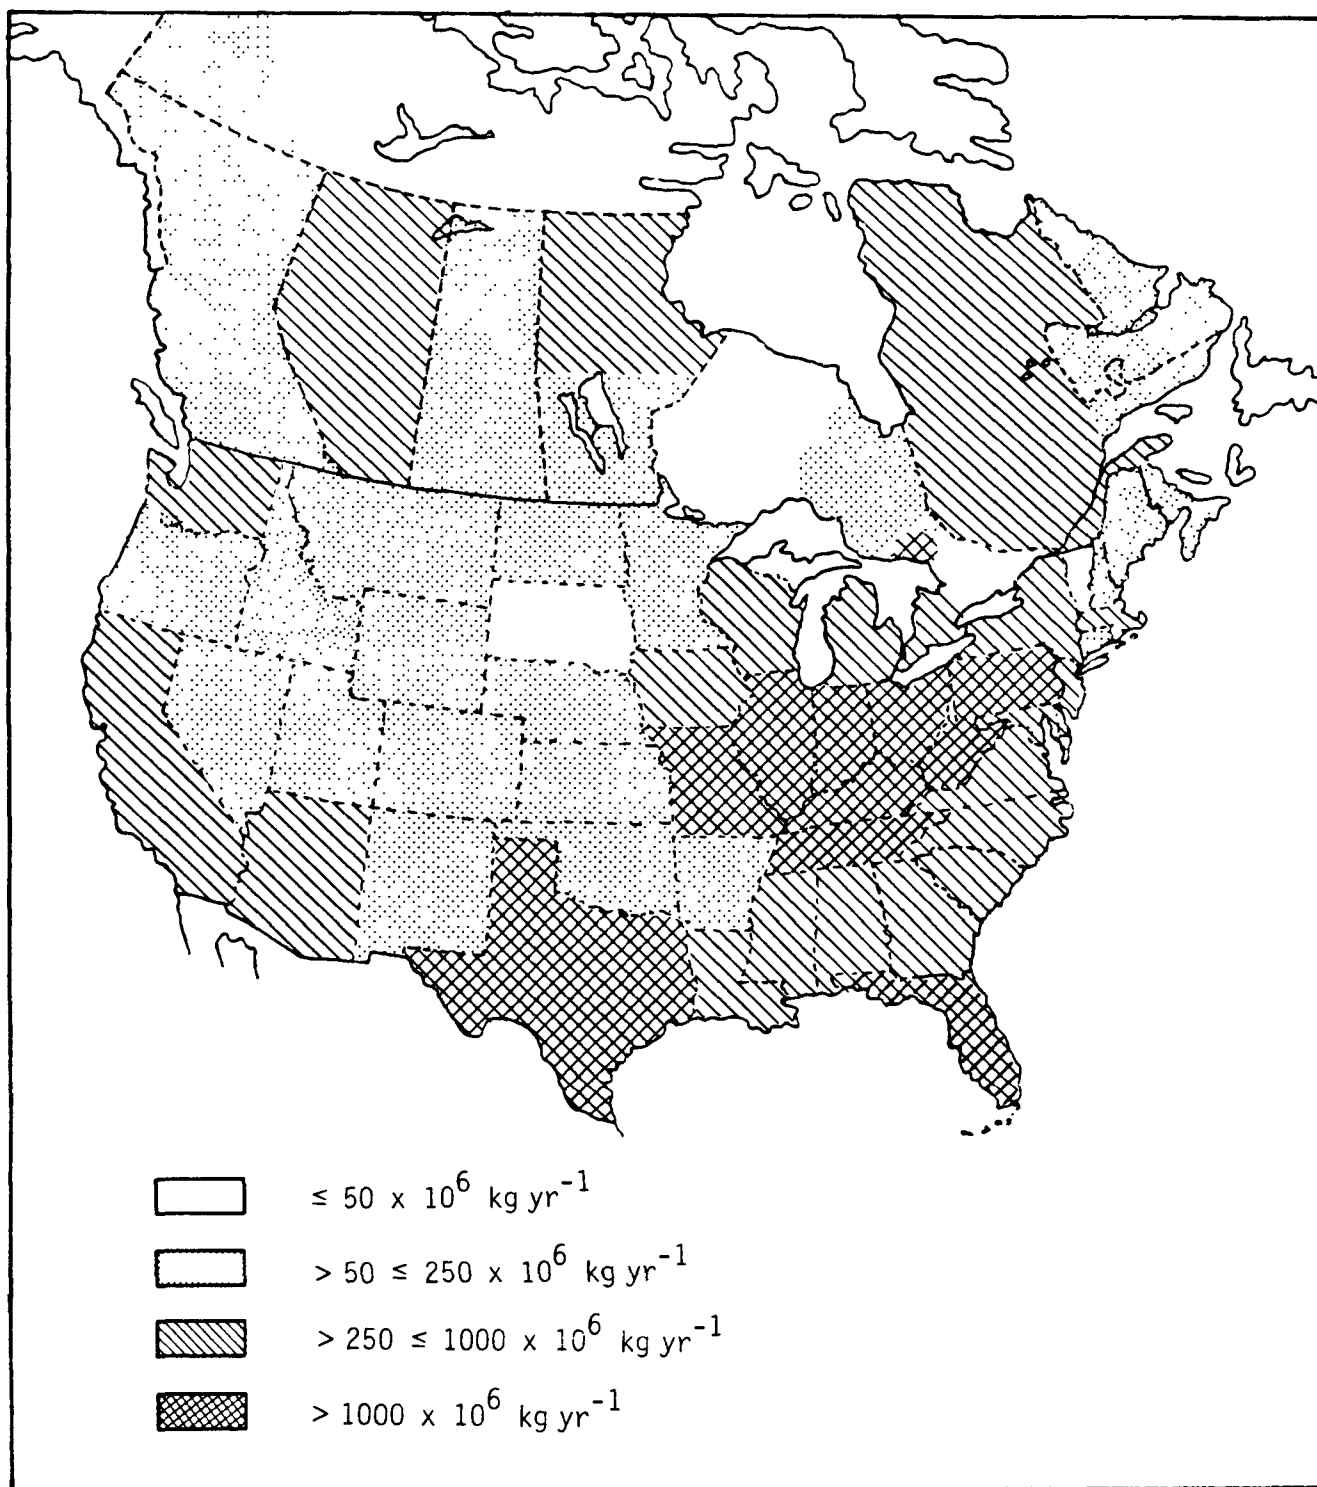 ≤ 50 x 10⁶ kg yr⁻¹
> 50 ≤ 250 x 10⁶ kg yr⁻¹
> 250 ≤ 1000 x 10⁶ kg yr⁻¹
> 1000 x 10⁶ kg yr⁻¹